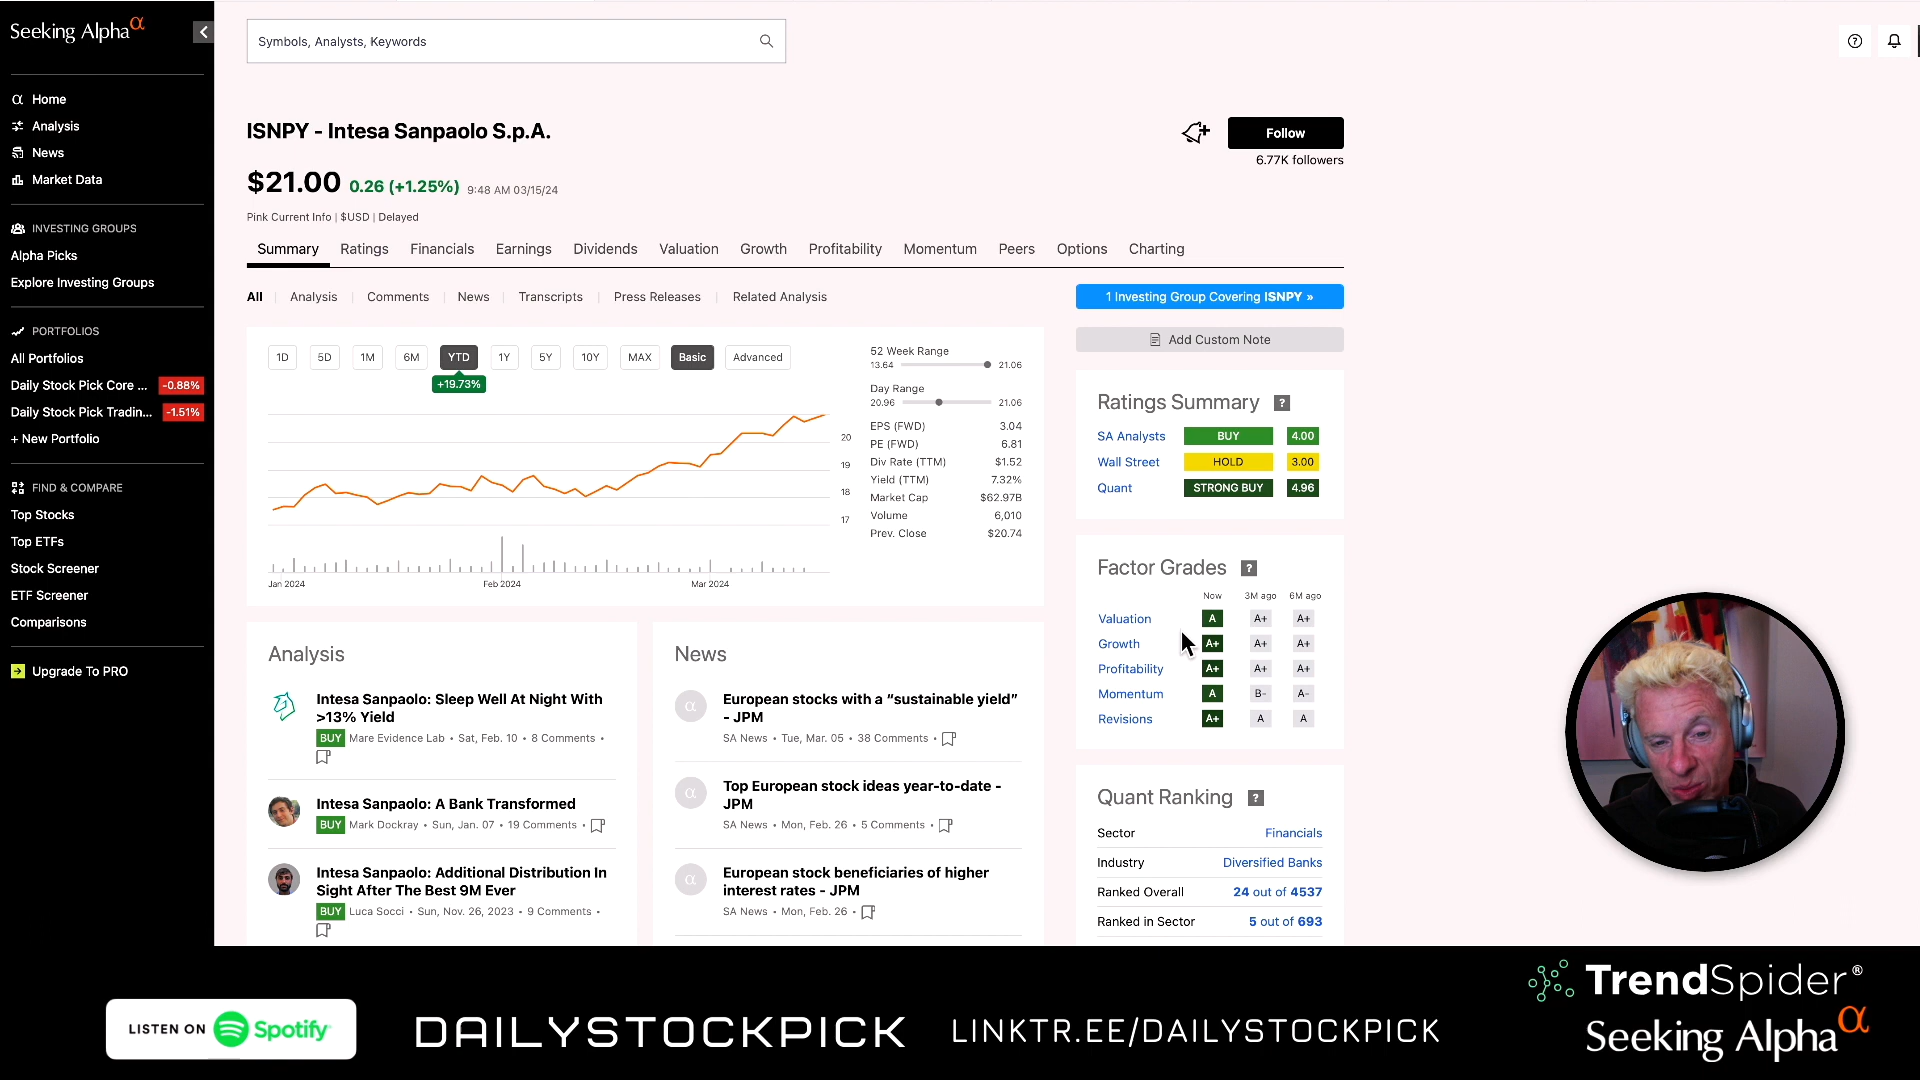 Seeking Alphaα
Symbols, Analysts, Keywords
Home
Analysis
News
Market Data
INVESTING GROUPS
Alpha Picks
Explore Investing Groups
PORTFOLIOS
All Portfolios
Daily Stock Pick Core ... -0.88%
Daily Stock Pick Tradin... -1.51%
+ New Portfolio
FIND & COMPARE
Top Stocks
Top ETFs
Stock Screener
ETF Screener
Comparisons
Upgrade To PRO
ISNPY - Intesa Sanpaolo S.p.A.
Follow
6.77K followers
$21.00 0.26 (+1.25%) 9:48 AM 03/15/24
Pink Current Info | $USD | Delayed
Summary Ratings Financials Earnings Dividends Valuation Growth Profitability Momentum Peers Options Charting
All Analysis Comments News Transcripts Press Releases Related Analysis
1 Investing Group Covering ISNPY »
Add Custom Note
1D 5D 1M 6M YTD 1Y 5Y 10Y MAX Basic Advanced
+19.73%
20
19
18
17
Jan 2024 Feb 2024 Mar 2024
52 Week Range
13.64 21.06
Day Range
20.96 21.06
EPS (FWD) 3.04
PE (FWD) 6.81
Div Rate (TTM) $1.52
Yield (TTM) 7.32%
Market Cap $62.97B
Volume 6,010
Prev. Close $20.74
Ratings Summary ?
SA Analysts BUY 4.00
Wall Street HOLD 3.00
Quant STRONG BUY 4.96
Factor Grades ?
Now 3M ago 6M ago
Valuation A A+ A+
Growth A+ A+ A+
Profitability A+ A+ A+
Momentum A B- A-
Revisions A+ A A
Quant Ranking ?
Sector Financials
Industry Diversified Banks
Ranked Overall 24 out of 4537
Ranked in Sector 5 out of 693
Analysis
Intesa Sanpaolo: Sleep Well At Night With
>13% Yield
BUY Mare Evidence Lab • Sat, Feb. 10 • 8 Comments •
Intesa Sanpaolo: A Bank Transformed
BUY Mark Dockray • Sun, Jan. 07 • 19 Comments •
Intesa Sanpaolo: Additional Distribution In
Sight After The Best 9M Ever
BUY Luca Socci • Sun, Nov. 26, 2023 • 9 Comments •
News
European stocks with a “sustainable yield”
- JPM
SA News • Tue, Mar. 05 • 38 Comments •
Top European stock ideas year-to-date -
JPM
SA News • Mon, Feb. 26 • 5 Comments •
European stock beneficiaries of higher
interest rates - JPM
SA News • Mon, Feb. 26 •
LISTEN ON Spotify
DAILYSTOCKPICK
LINKTR.EE/DAILYSTOCKPICK
TrendSpider®
Seeking Alphaα